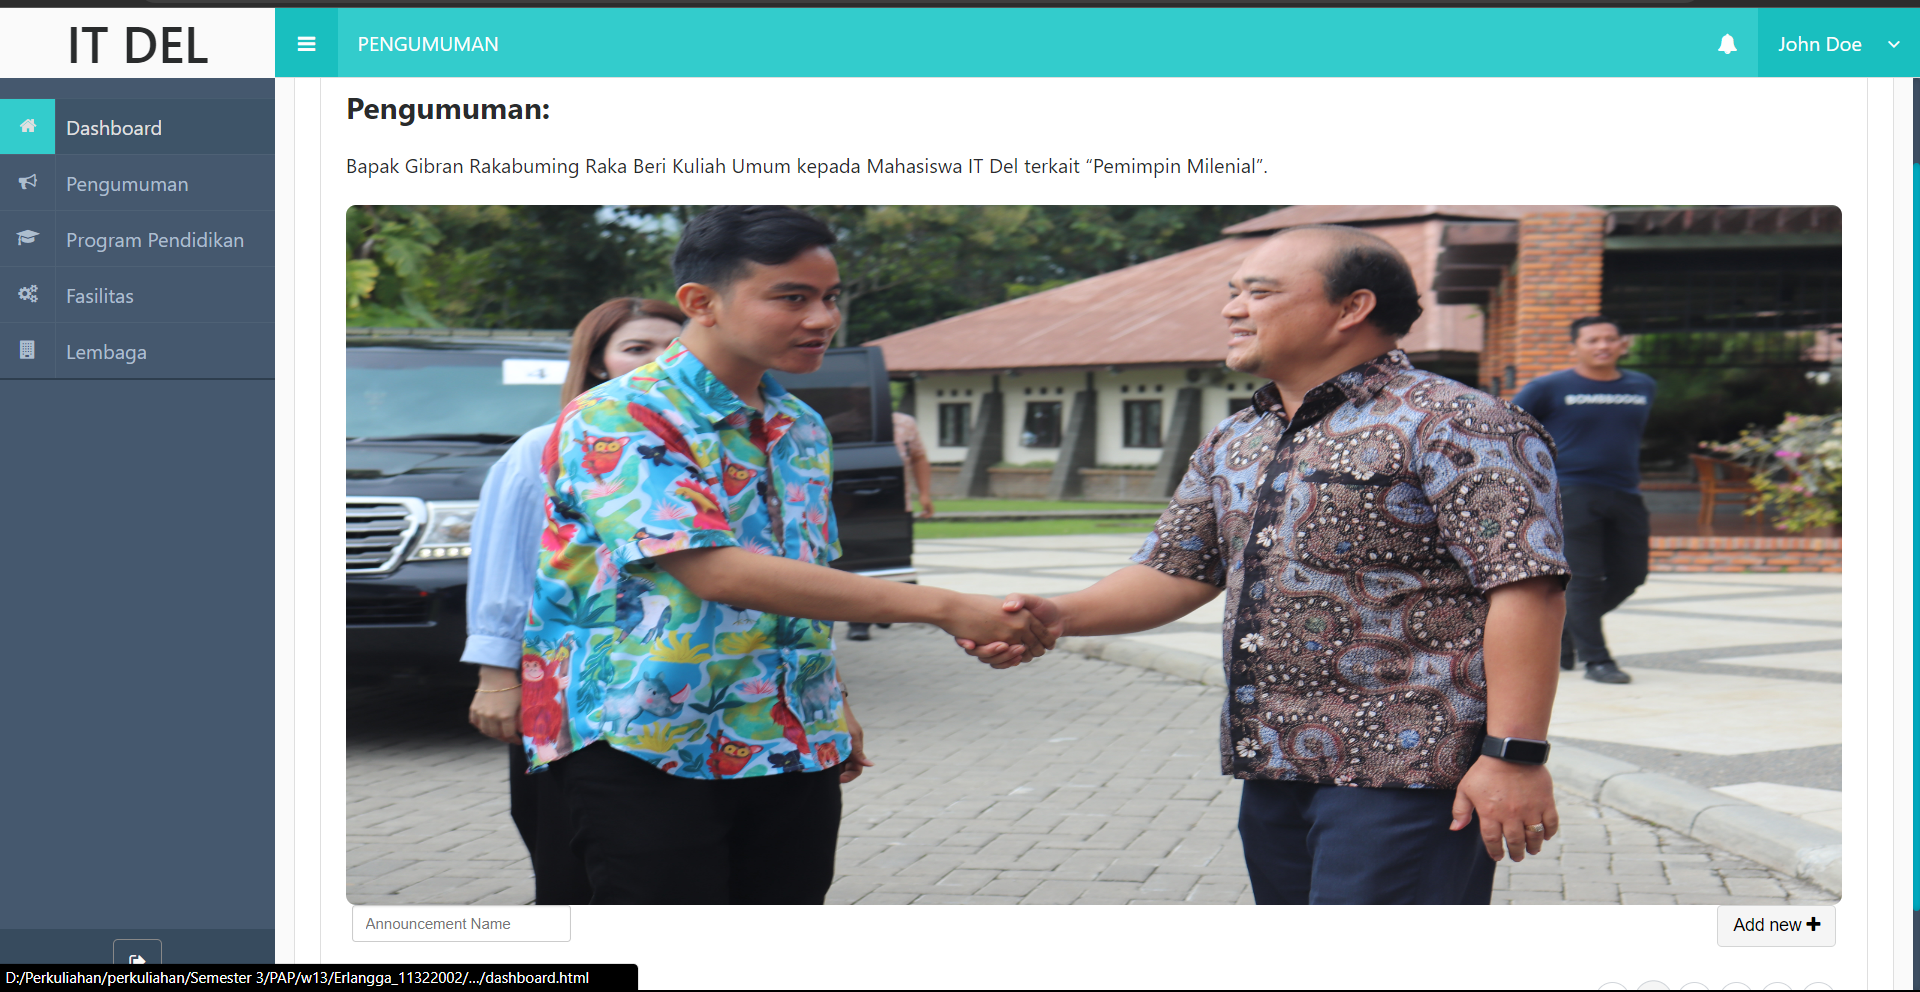 IT DEL
PENGUMUMAN
John Doe
Dashboard
Pengumuman
Program Pendidikan
Fasilitas
Lembaga
Pengumuman:
Bapak Gibran Rakabuming Raka Beri Kuliah Umum kepada Mahasiswa IT Del terkait “Pemimpin Milenial”.
4
BOMBBOOGIE
Announcement Name
Add new
D:/Perkuliahan/perkuliahan/Semester 3/PAP/w13/Erlangga_11322002/.../dashboard.html